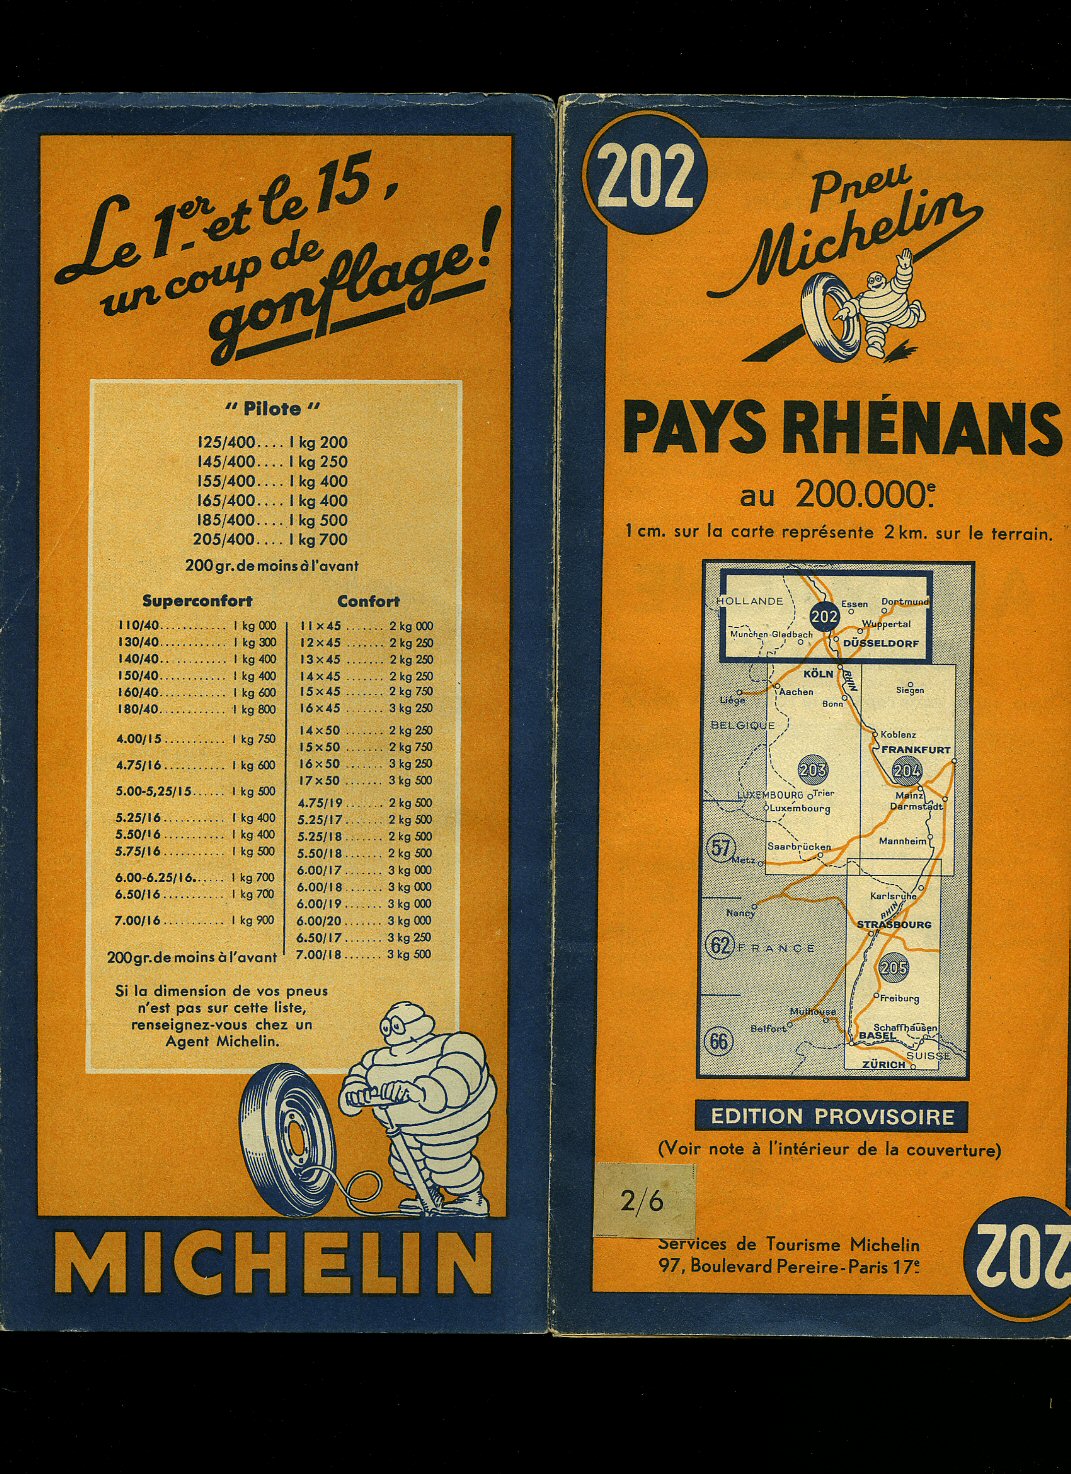 Le 1er et le 15,
un coup de
gonflage!
" Pilote "
125/400.... 1 kg 200
145/400.... 1 kg 250
155/400.... 1 kg 400
165/400.... 1 kg 400
185/400.... 1 kg 500
205/400.... 1 kg 700
200 gr. de moins à l'avant
Superconfort
110/40............ 1 kg 000
130/40............ 1 kg 300
140/40............ 1 kg 400
150/40............ 1 kg 400
160/40............ 1 kg 600
180/40............ 1 kg 800
4.00/15........... 1 kg 750
4.75/16........... 1 kg 600
5.00-5,25/15...... 1 kg 500
5.25/16........... 1 kg 400
5.50/16........... 1 kg 400
5.75/16........... 1 kg 500
6.00-6.25/16...... 1 kg 700
6.50/16........... 1 kg 700
7.00/16........... 1 kg 900
200 gr. de moins à l'avant
Confort
11×45....... 2 kg 000
12×45....... 2 kg 250
13×45....... 2 kg 250
14×45....... 2 kg 250
15×45....... 2 kg 750
16×45....... 3 kg 250
14×50....... 2 kg 250
15×50....... 2 kg 750
16×50....... 3 kg 250
17×50....... 3 kg 500
4.75/19....... 2 kg 500
5.25/17....... 2 kg 500
5.25/18....... 2 kg 500
5.50/18....... 2 kg 500
6.00/17....... 3 kg 000
6.00/18....... 3 kg 000
6.00/19....... 3 kg 000
6.00/20....... 3 kg 000
6.50/17....... 3 kg 250
7.00/18....... 3 kg 500
Si la dimension de vos pneus
n'est pas sur cette liste,
renseignez-vous chez un
Agent Michelin.
MICHELIN
202
Pneu
Michelin
PAYS RHÉNANS
au 200.000e.
1 cm. sur la carte représente 2 km. sur le terrain.
HOLLANDE
Essen
Dortmund
202
Wuppertal
Munchen-Gladbach
DÜSSELDORF
KÖLN
RHIN
Aachen
Siegen
Liége
Bonn
BELGIQUE
Koblenz
FRANKFURT
203
204
LUXEMBOURG
Trier
Mainz
Luxembourg
Darmstadt
57
Saarbrücken
Mannheim
Metz
Karlsruhe
Nancy
RHIN
STRASBOURG
62
FRANCE
205
Freiburg
Mulhouse
Belfort
Schaffhausen
66
BASEL
SUISSE
ZÜRICH
EDITION PROVISOIRE
(Voir note à l'intérieur de la couverture)
2/6
Services de Tourisme Michelin
97, Boulevard Pereire-Paris 17e.
202